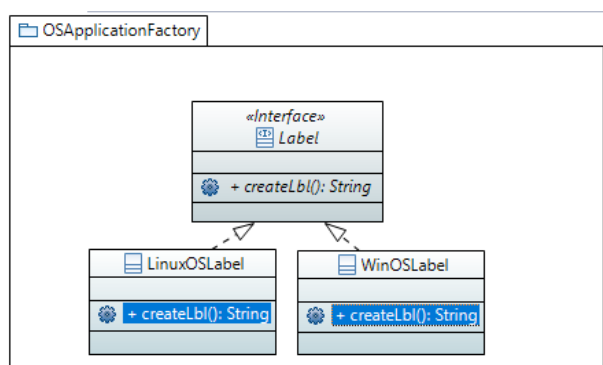 OSApplicationFactory
«Interface»
Label
+ createLbl(): String
LinuxOSLabel
WinOSLabel
+ createLbl(): String
+ createLbl(): String